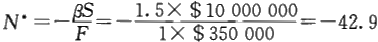 N* = -βS/F = -1.5× $10 000 000/1× $350 000 = -42.9